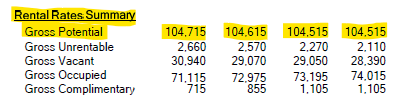 Rental Rates Summary
Gross Potential 104,715 104,615 104,515 104,515
Gross Unrentable 2,660 2,570 2,270 2,110
Gross Vacant 30,940 29,070 29,050 28,390
Gross Occupied 71,115 72,975 73,195 74,015
Gross Complimentary 715 855 1,105 1,105